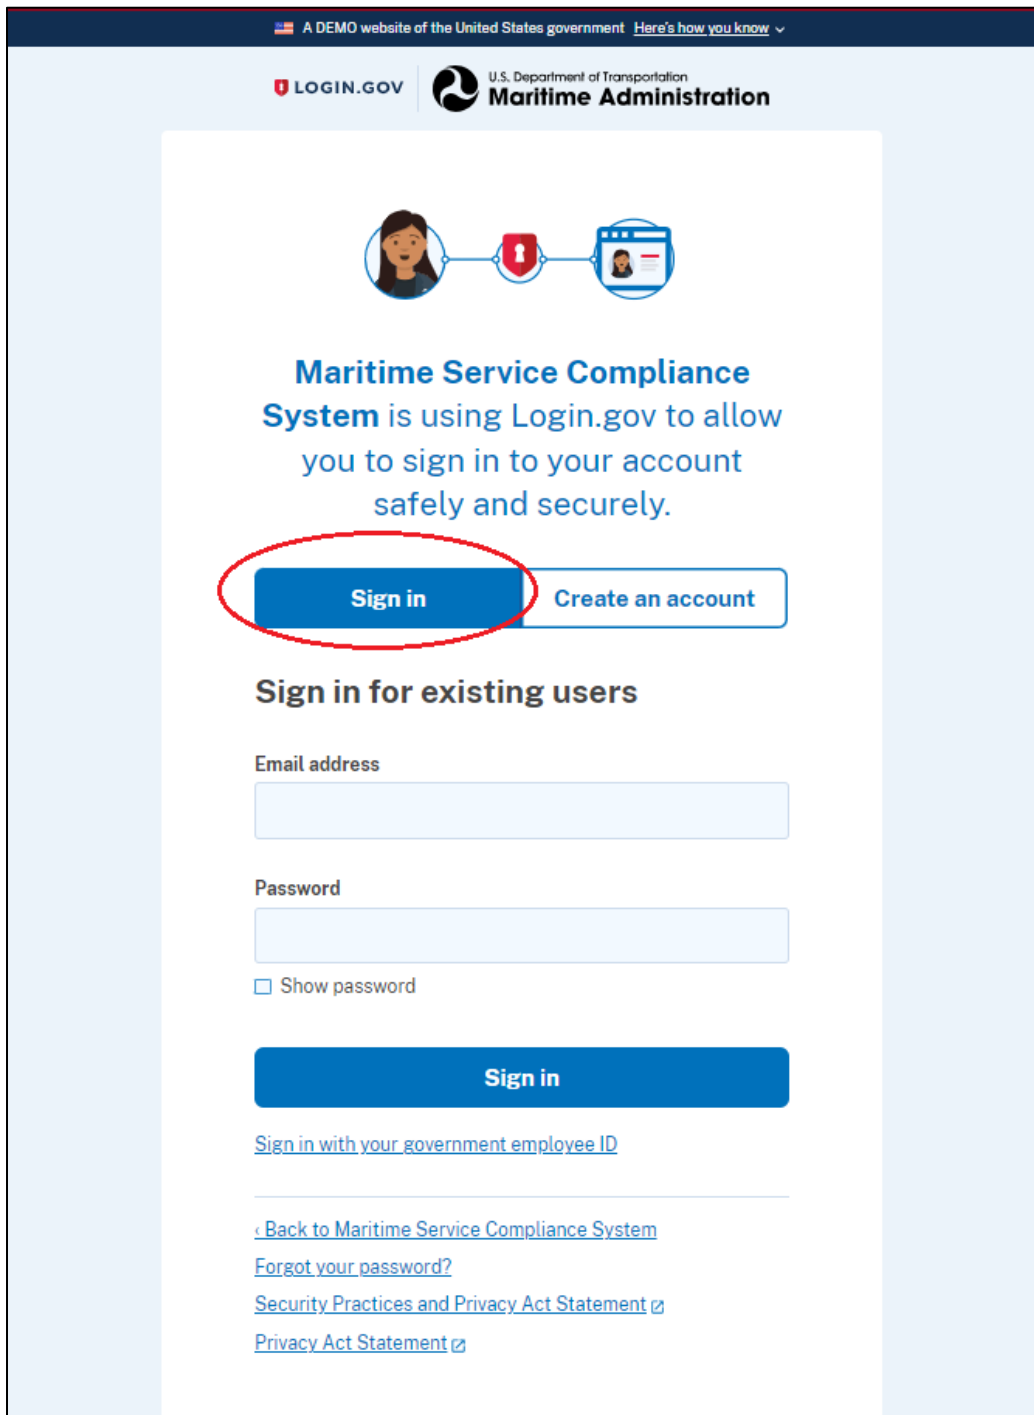 A DEMO website of the United States government Here's how you know
LOGIN.GOV
U.S. Department of Transportation
Maritime Administration
Maritime Service Compliance
System is using Login.gov to allow
you to sign in to your account
safely and securely.
Sign in
Create an account
Sign in for existing users
Email address
Password
Show password
Sign in
Sign in with your government employee ID
‹ Back to Maritime Service Compliance System
Forgot your password?
Security Practices and Privacy Act Statement
Privacy Act Statement